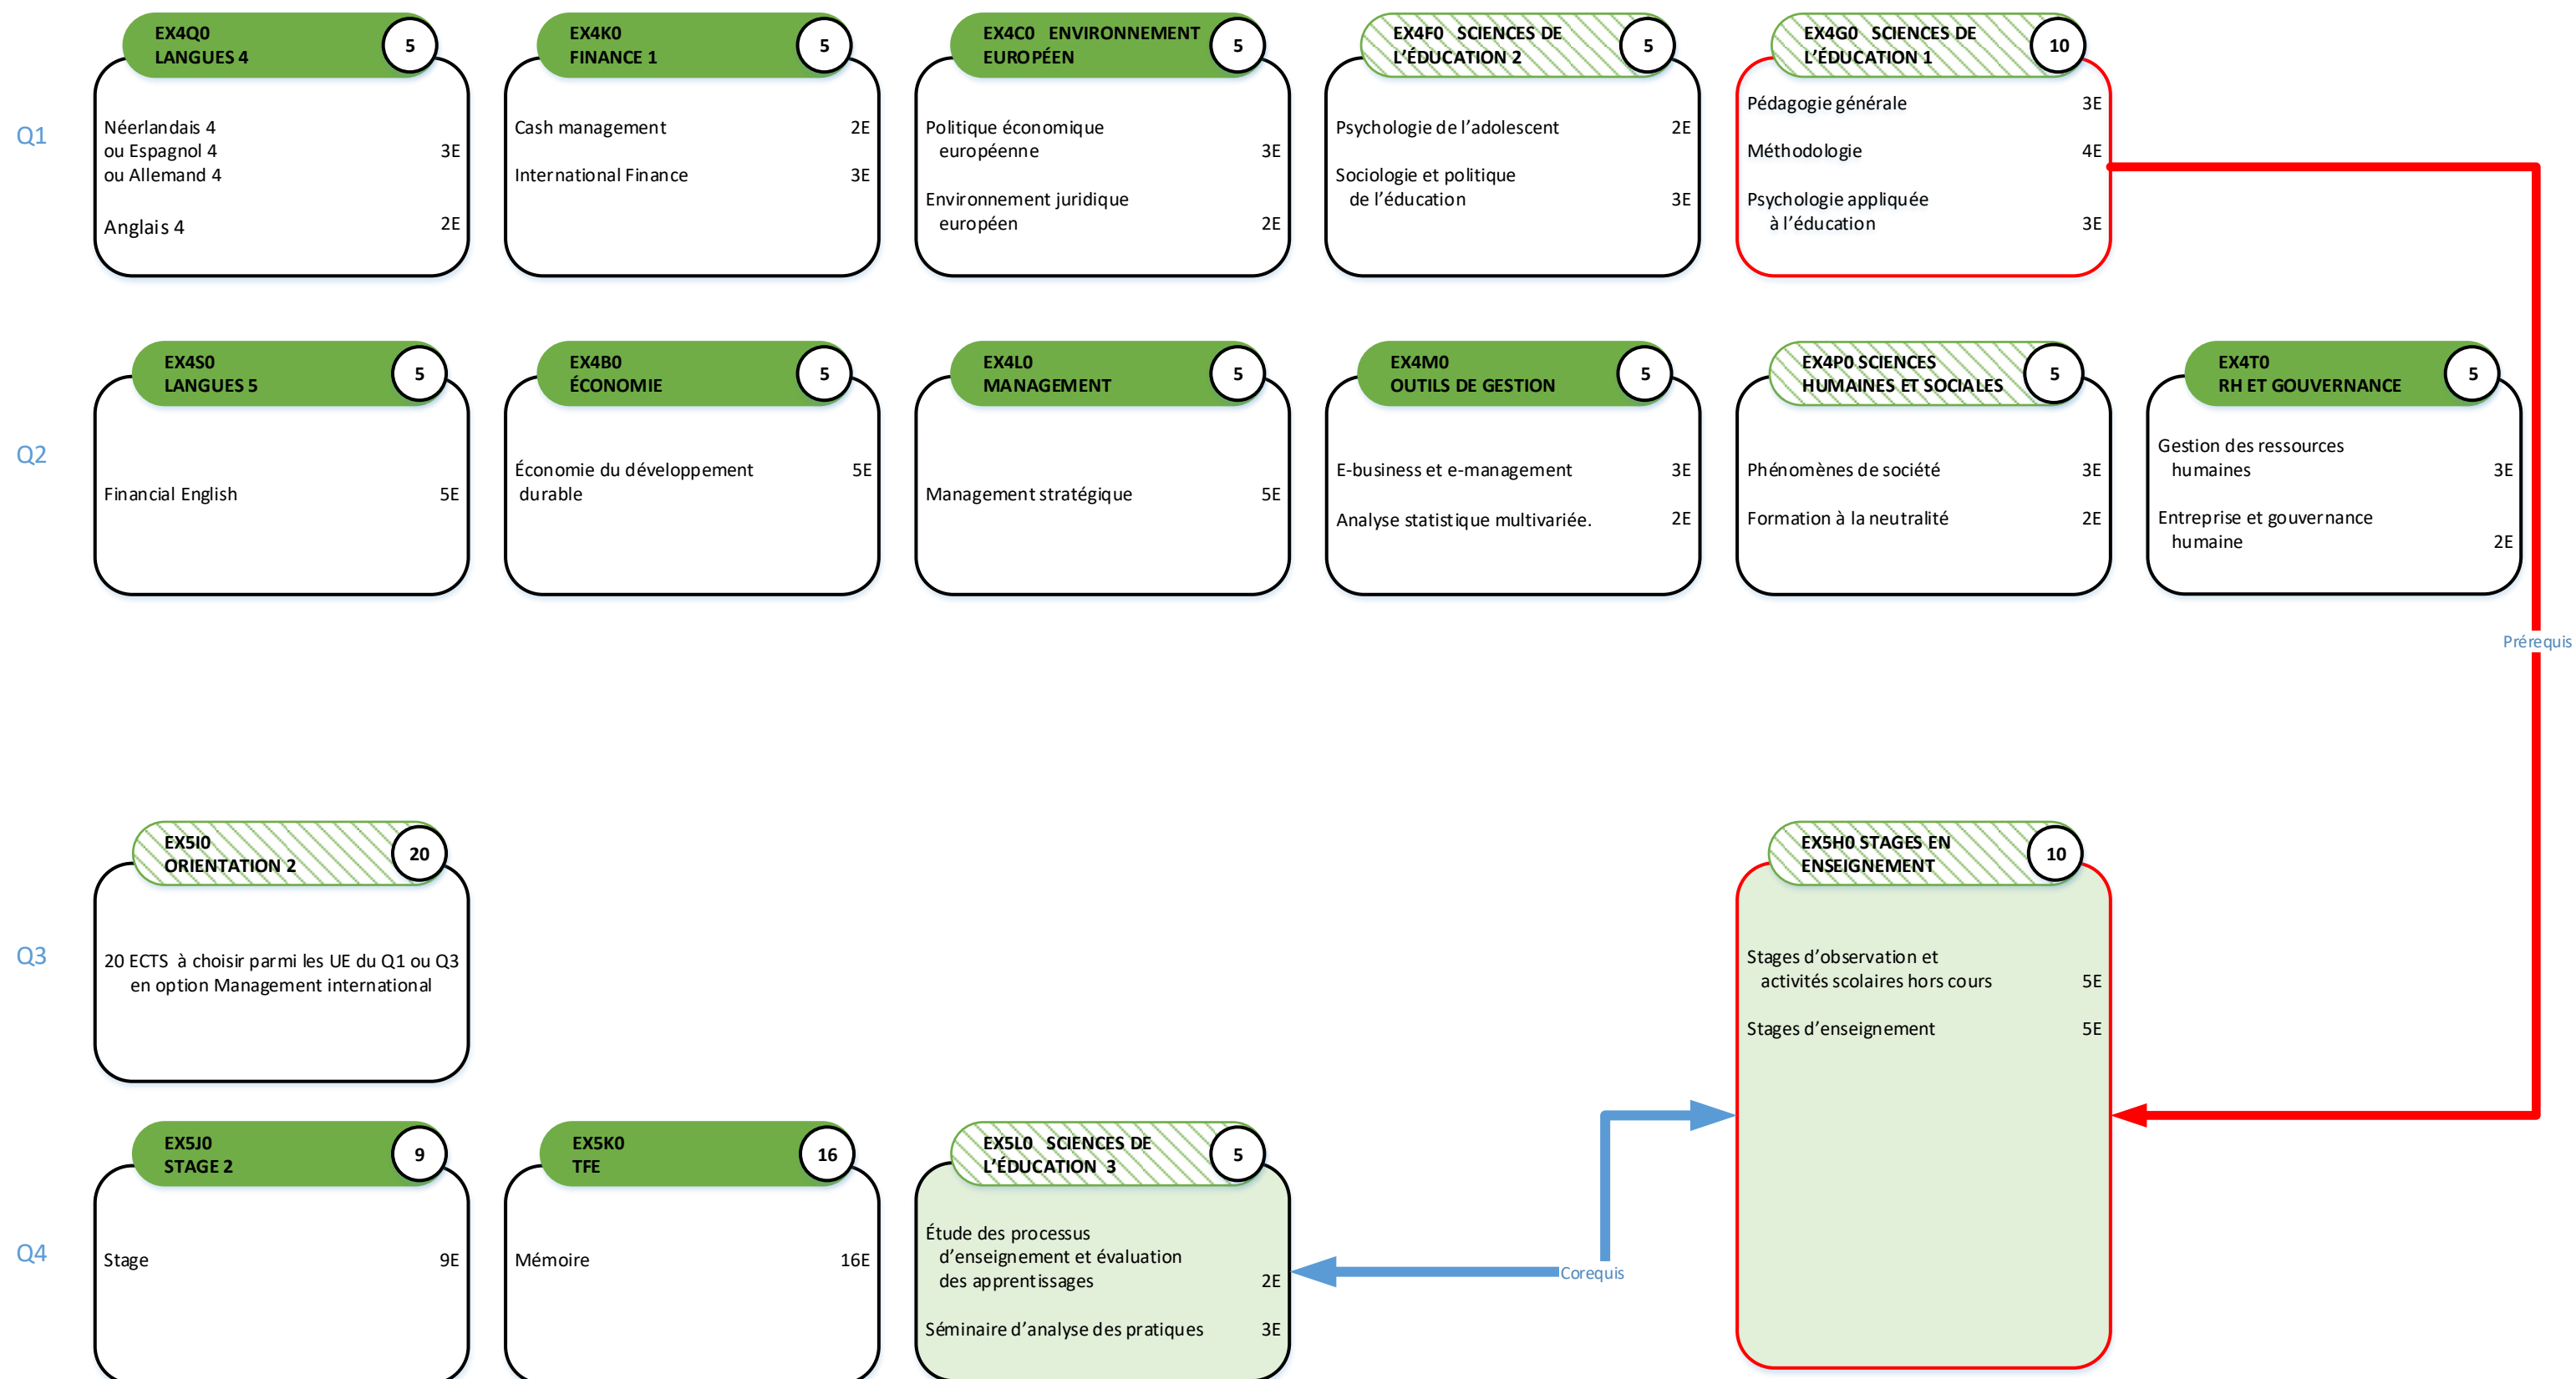 EX4Q0
LANGUES 4
5
EX4K0
FINANCE 1
5
EX4C0 ENVIRONNEMENT
EUROPÉEN
5
EX4F0 SCIENCES DE
L’ÉDUCATION 2
5
EX4G0 SCIENCES DE
L’ÉDUCATION 1
10
Q1
Néerlandais 4
ou Espagnol 4 3E
ou Allemand 4
Anglais 4 2E
Cash management 2E
International Finance 3E
Politique économique
européenne 3E
Environnement juridique
européen 2E
Psychologie de l’adolescent 2E
Sociologie et politique
de l’éducation 3E
Pédagogie générale 3E
Méthodologie 4E
Psychologie appliquée
à l’éducation 3E
EX4S0
LANGUES 5
5
EX4B0
ÉCONOMIE
5
EX4L0
MANAGEMENT
5
EX4M0
OUTILS DE GESTION
5
EX4P0 SCIENCES
HUMAINES ET SOCIALES
5
EX4T0
RH ET GOUVERNANCE
5
Q2
Financial English 5E
Économie du développement 5E
durable
Management stratégique 5E
E-business et e-management 3E
Analyse statistique multivariée. 2E
Phénomènes de société 3E
Formation à la neutralité 2E
Gestion des ressources
humaines 3E
Entreprise et gouvernance
humaine 2E
Prérequis
EX5I0
ORIENTATION 2
20
EX5H0 STAGES EN
ENSEIGNEMENT
10
Q3
20 ECTS à choisir parmi les UE du Q1 ou Q3
en option Management international
Stages d’observation et
activités scolaires hors cours 5E
Stages d’enseignement 5E
EX5J0
STAGE 2
9
EX5K0
TFE
16
EX5L0 SCIENCES DE
L’ÉDUCATION 3
5
Q4
Stage 9E
Mémoire 16E
Étude des processus
d’enseignement et évaluation
des apprentissages 2E
Séminaire d’analyse des pratiques 3E
Corequis